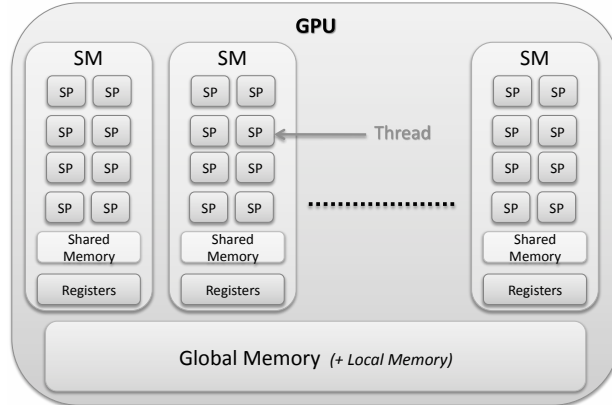 GPU
SM SM SM
SP SP SP SP SP SP
SP SP SP SP SP SP
Thread
SP SP SP SP SP SP
SP SP SP SP SP SP
Shared Memory Shared Memory Shared Memory
Registers Registers Registers
Global Memory (+ Local Memory)